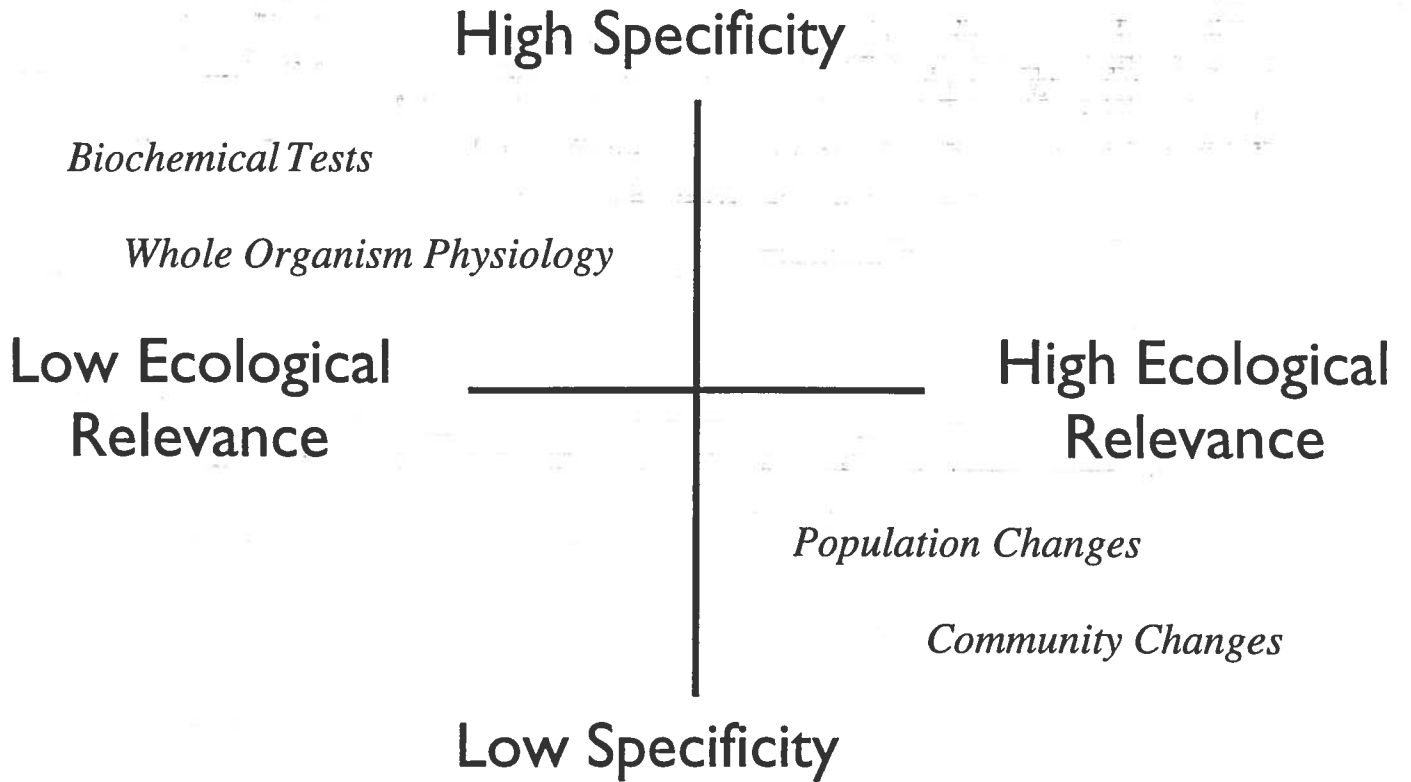 High Specificity
Biochemical Tests
Whole Organism Physiology
Low Ecological
Relevance
High Ecological
Relevance
Population Changes
Community Changes
Low Specificity